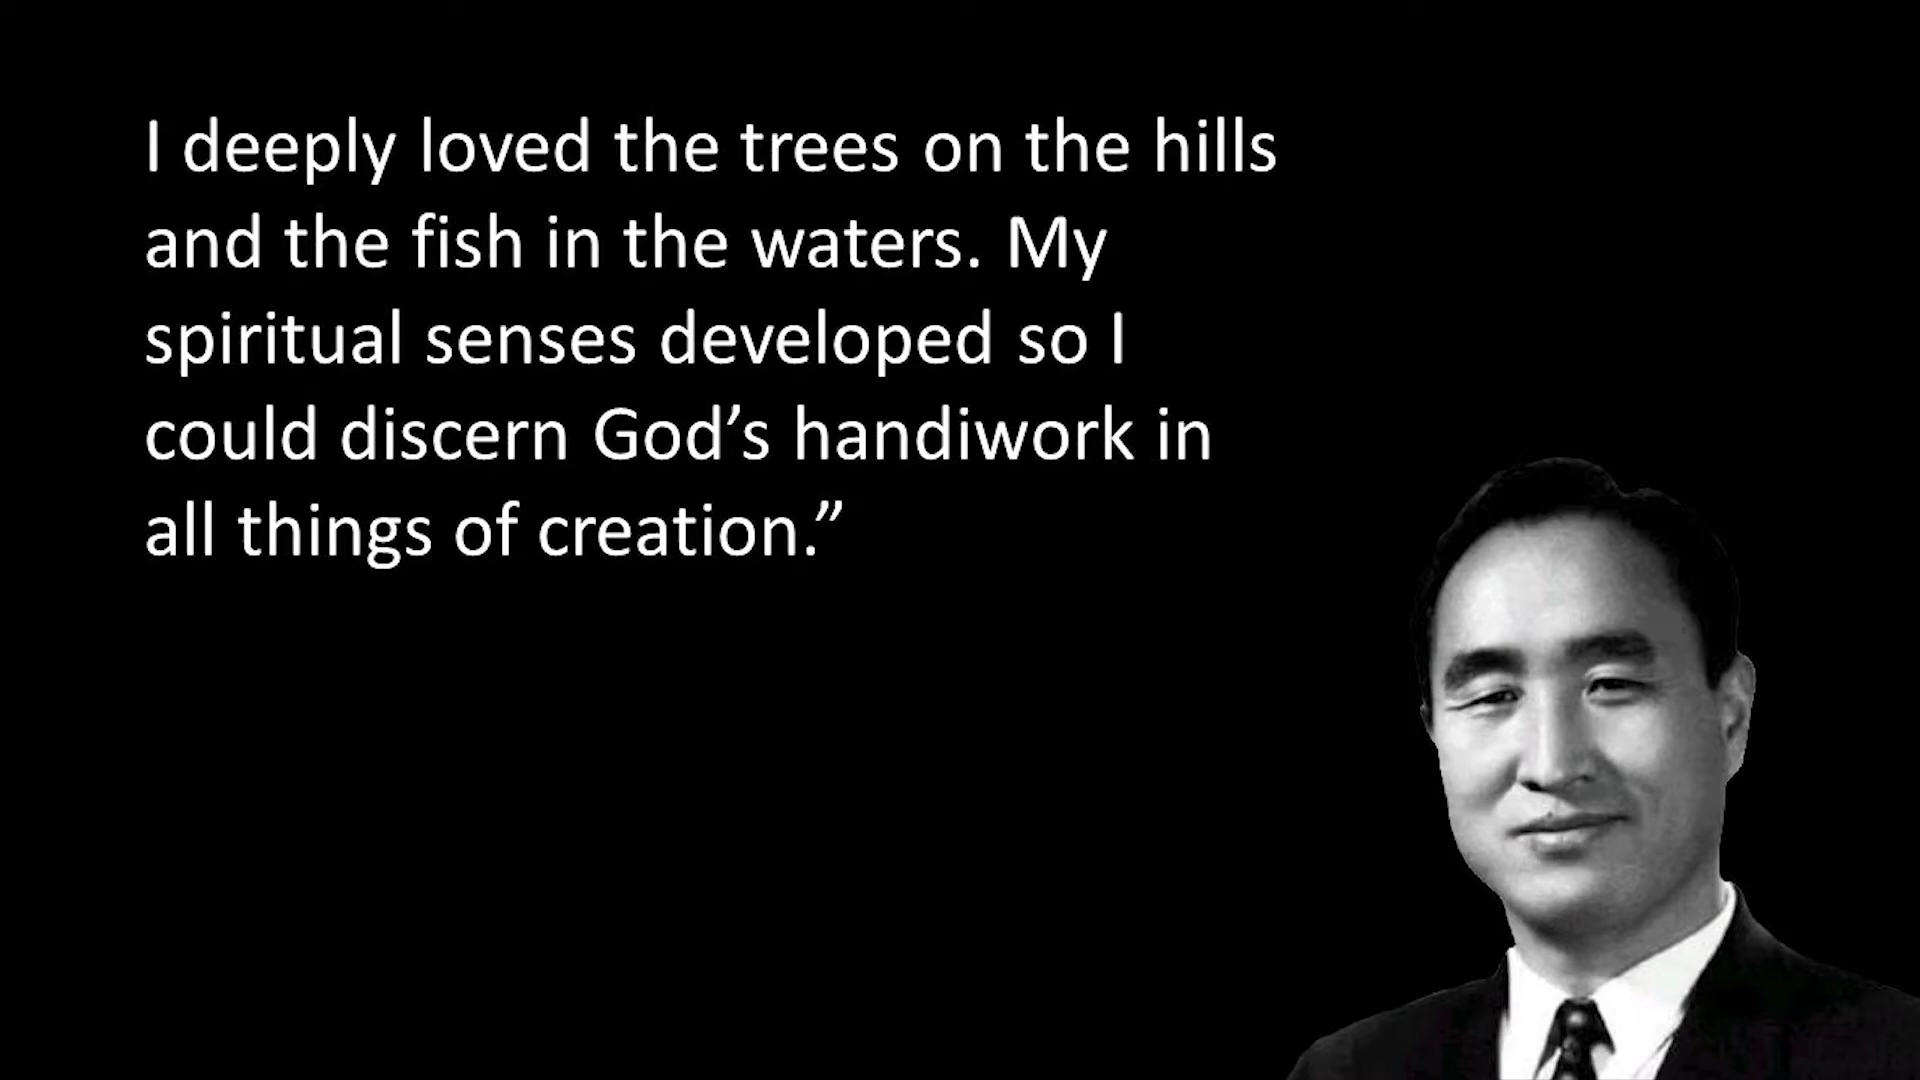 I deeply loved the trees on the hills
and the fish in the waters. My
spiritual senses developed so I
could discern God’s handiwork in
all things of creation.”